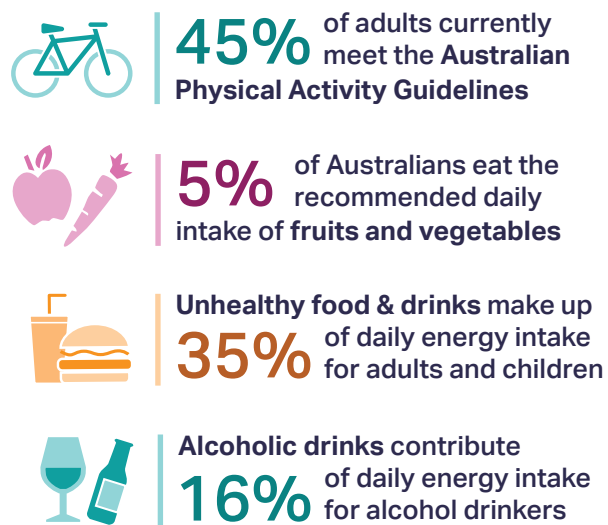 45% of adults currently
meet the Australian
Physical Activity Guidelines
5% of Australians eat the
recommended daily
intake of fruits and vegetables
Unhealthy food & drinks make up
35% of daily energy intake
for adults and children
Alcoholic drinks contribute
16% of daily energy intake
for alcohol drinkers